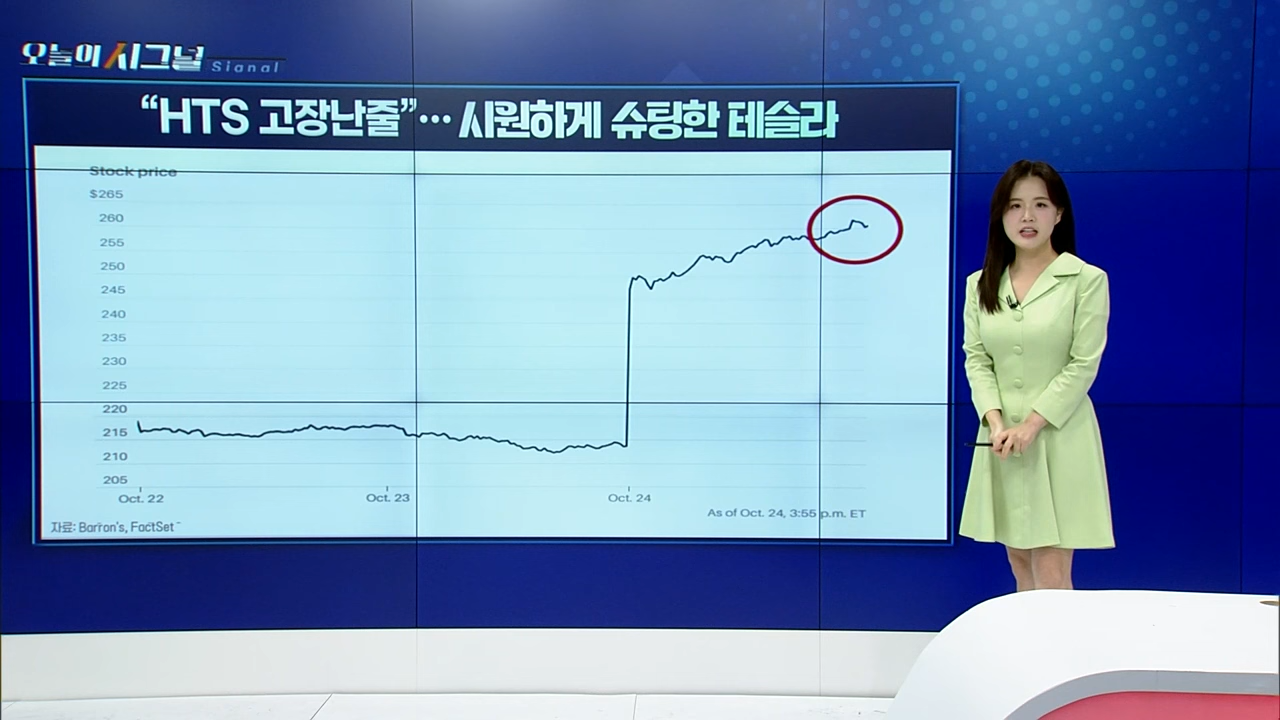 오늘의 시그널 Signal
“HTS 고장난줄”… 시원하게 슈팅한 테슬라
Stock price
$265
260
255
250
245
240
235
230
225
220
215
210
205
Oct. 22 Oct. 23 Oct. 24
As of Oct. 24, 3:55 p.m. ET
자료: Barron's, FactSet